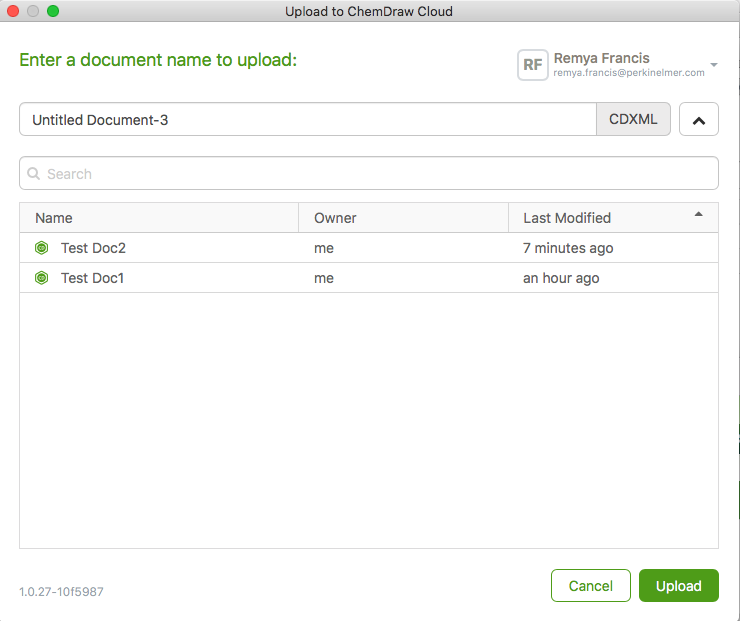 Upload to ChemDraw Cloud
Enter a document name to upload:
RF
Remya Francis
remya.francis@perkinelmer.com
Untitled Document-3 CDXML
Search
Name Owner Last Modified
Test Doc2 me 7 minutes ago
Test Doc1 me an hour ago
1.0.27-10f5987
Cancel Upload